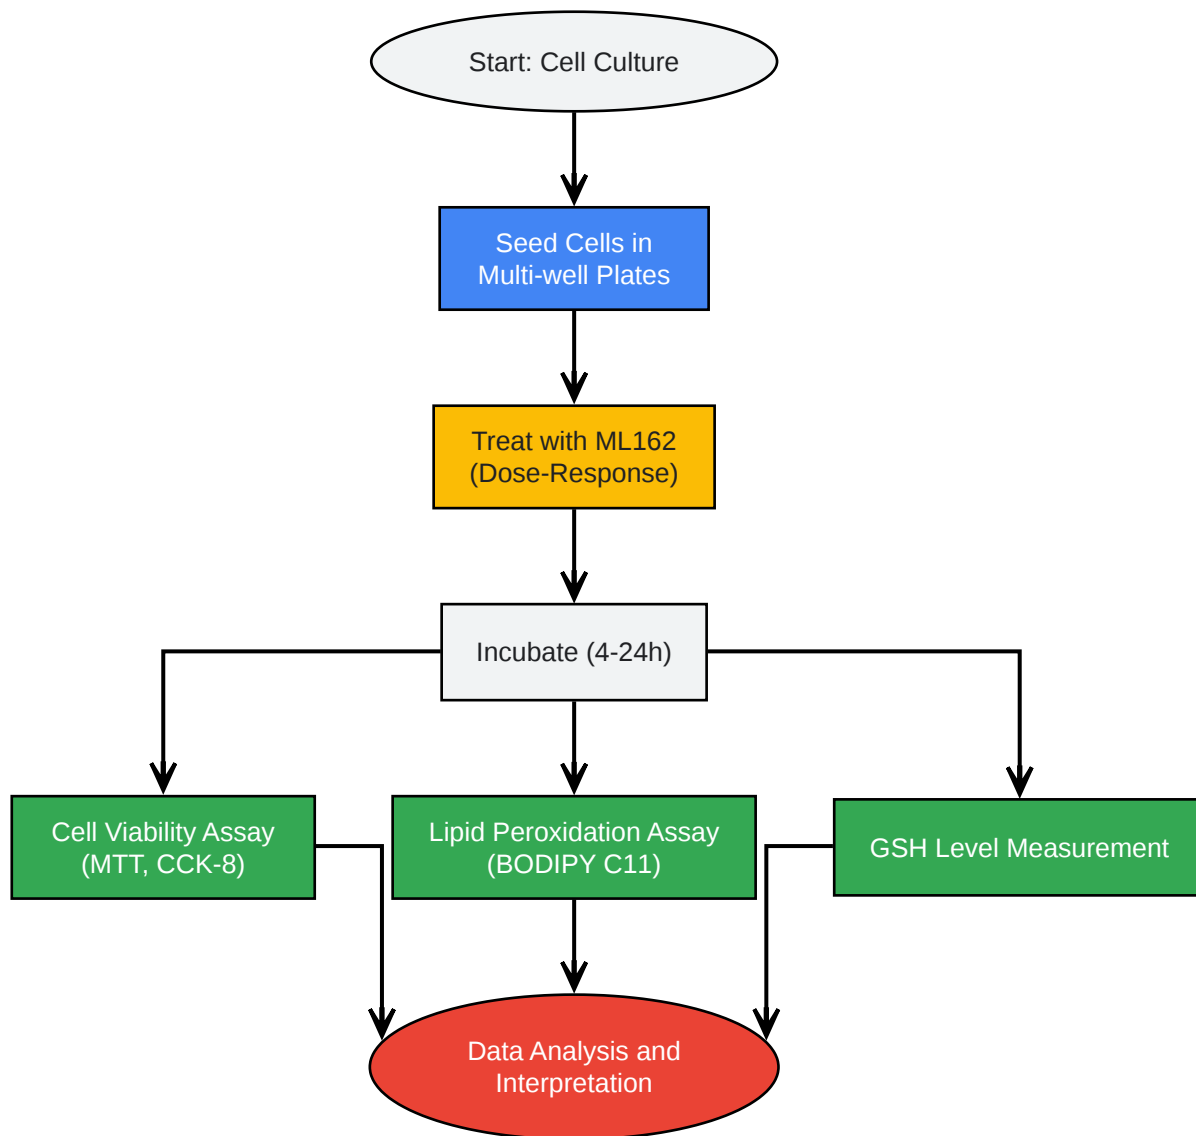 Start: Cell Culture
Seed Cells in
Multi-well Plates
Treat with ML162
(Dose-Response)
Incubate (4-24h)
Cell Viability Assay
(MTT, CCK-8)
Lipid Peroxidation Assay
(BODIPY C11)
GSH Level Measurement
Data Analysis and
Interpretation